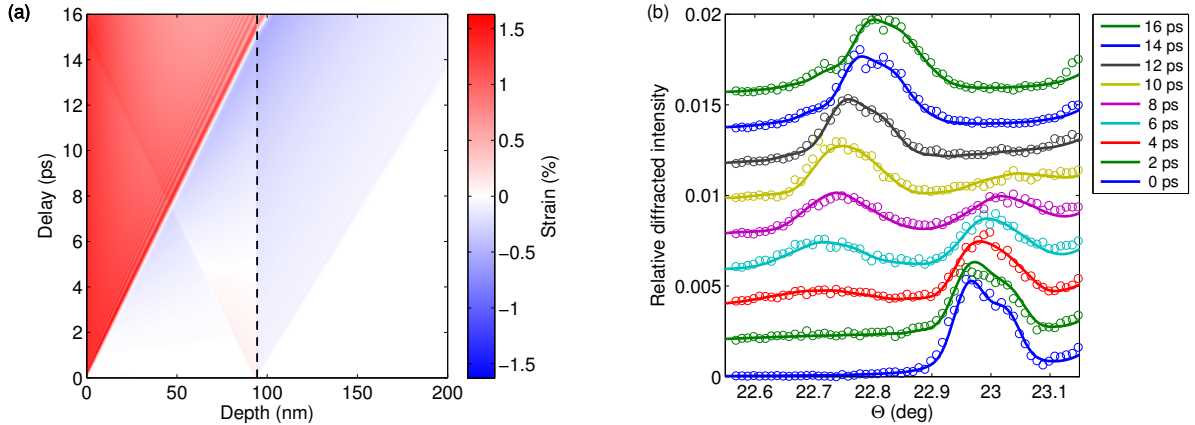 (a)
16
14
12
10
8
6
4
2
0
Delay (ps)
0
50
100
150
200
Depth (nm)
1.5
1
0.5
0
−0.5
−1
−1.5
Strain (%)
(b)
0.02
0.015
0.01
0.005
0
Relative diffracted intensity
22.6
22.7
22.8
22.9
23
23.1
Θ (deg)
16 ps
14 ps
12 ps
10 ps
8 ps
6 ps
4 ps
2 ps
0 ps